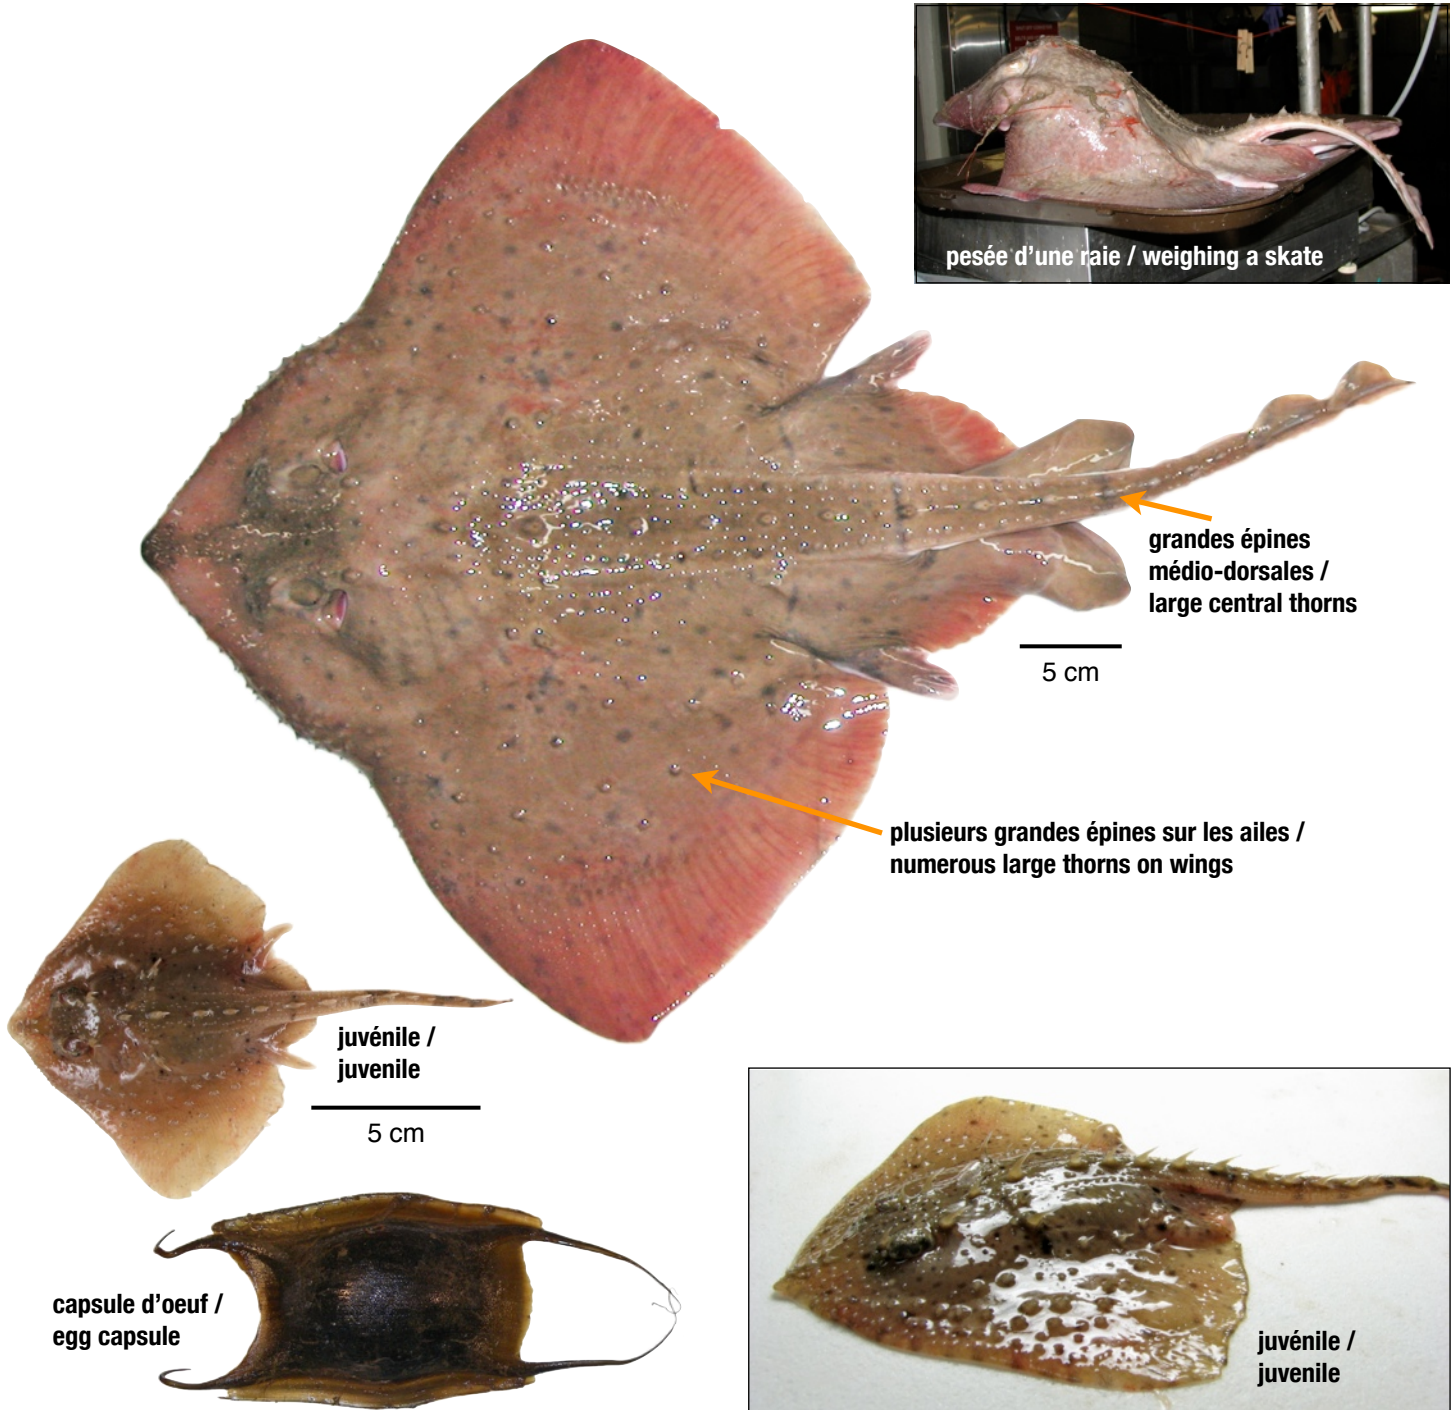 pesée d'une raie / weighing a skate
grandes épines
médio-dorsales /
large central thorns
5 cm
plusieurs grandes épines sur les ailes /
numerous large thorns on wings
juvénile /
juvenile
5 cm
capsule d'oeuf /
egg capsule
juvénile /
juvenile